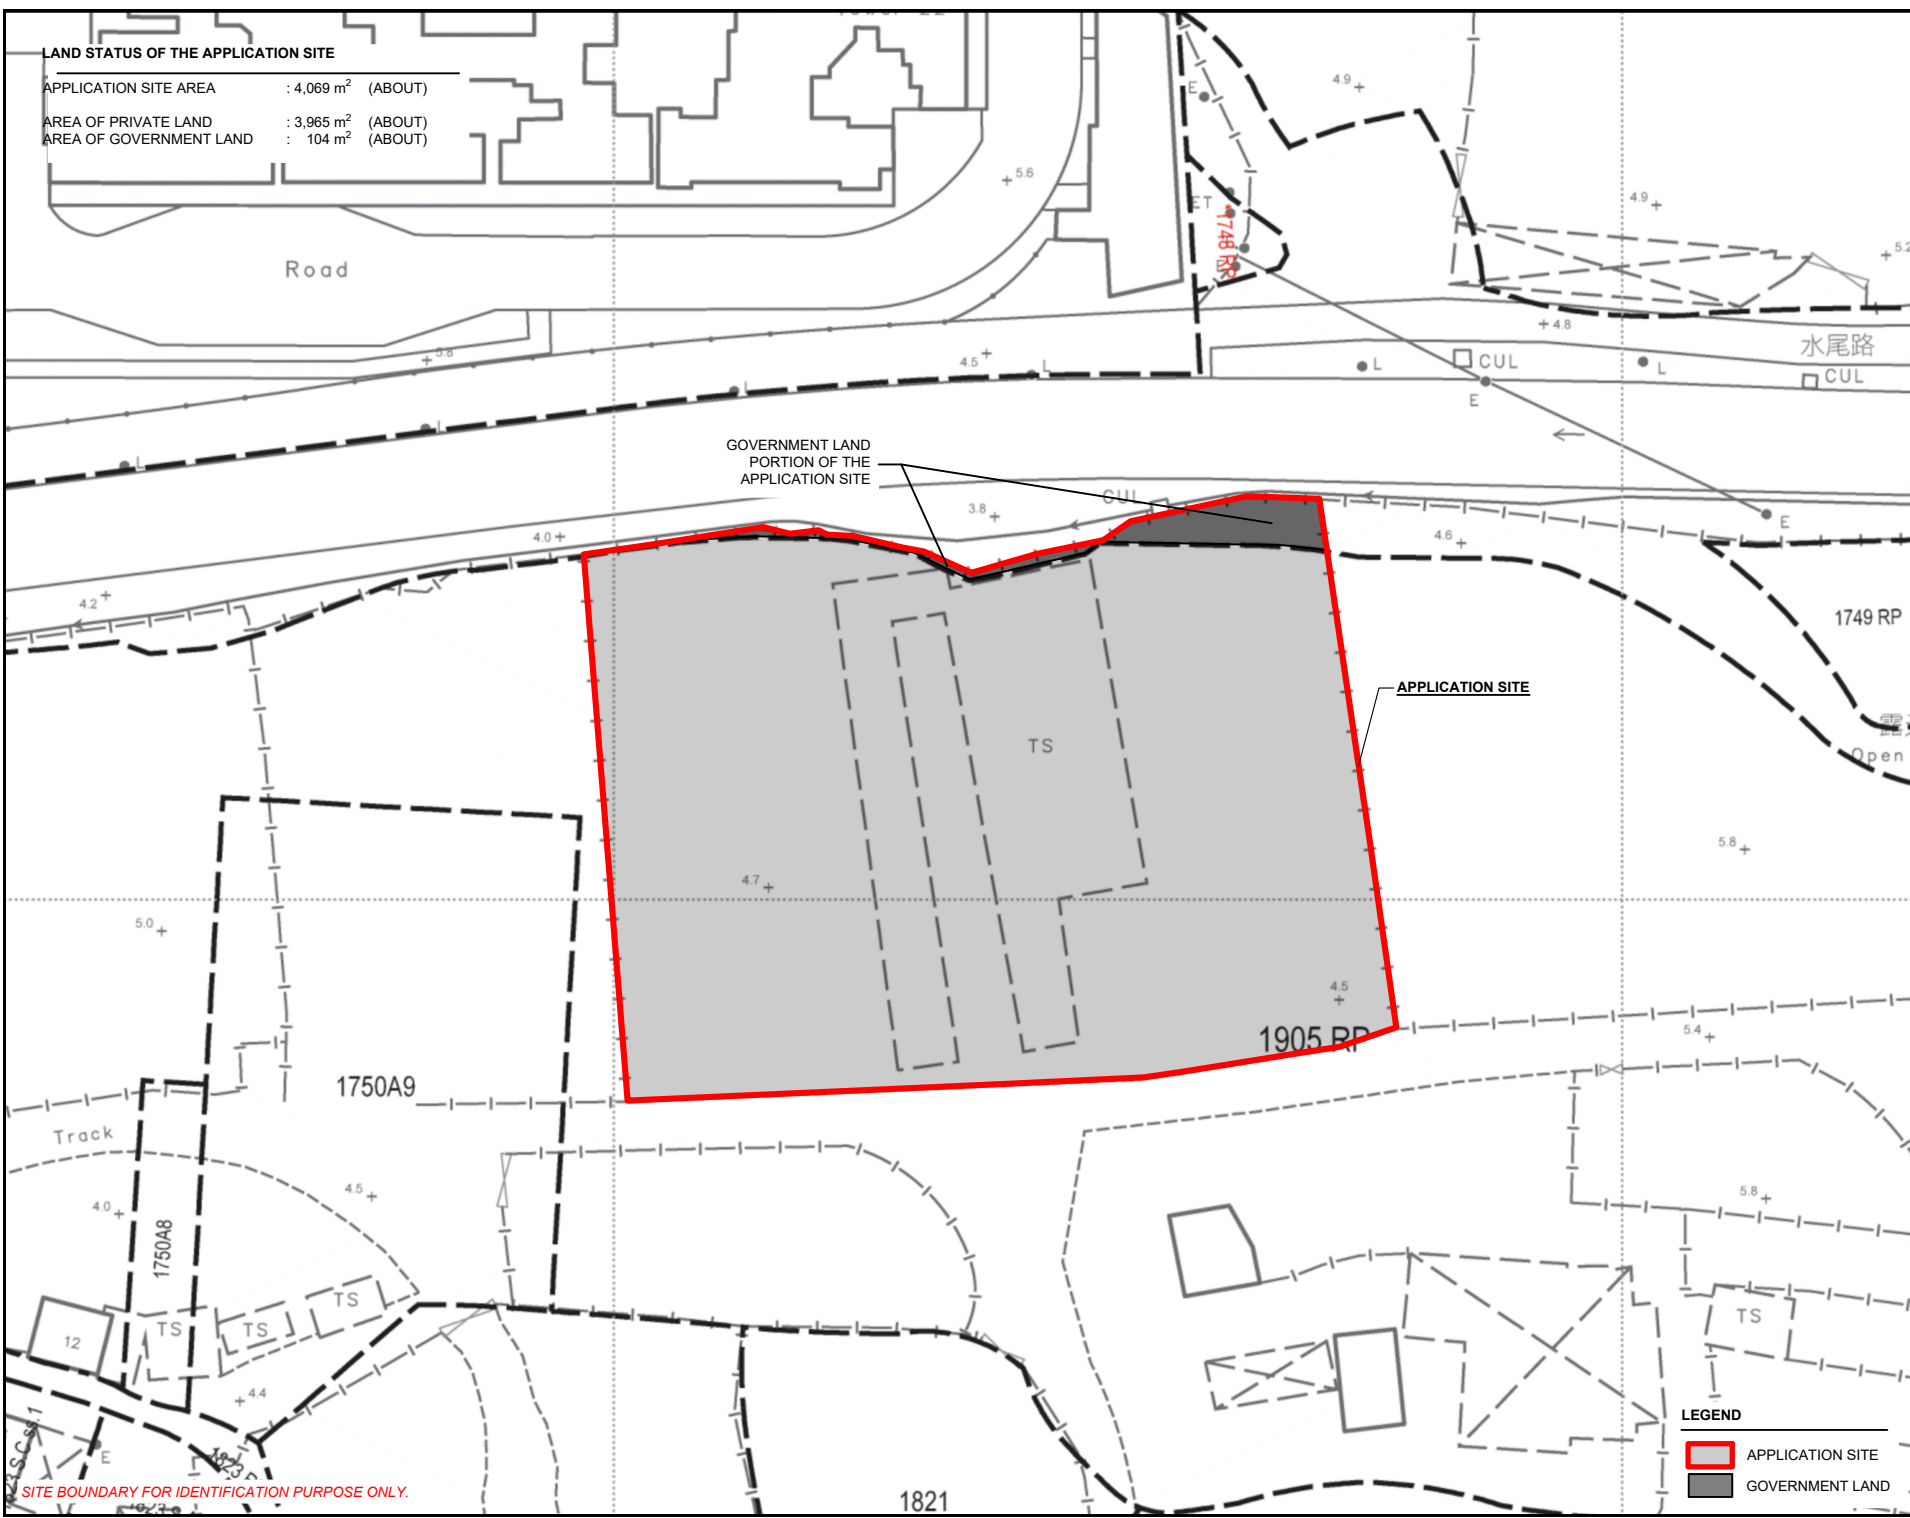 LAND STATUS OF THE APPLICATION SITE
APPLICATION SITE AREA : 4,069 m² (ABOUT)
AREA OF PRIVATE LAND : 3,965 m² (ABOUT)
AREA OF GOVERNMENT LAND : 104 m² (ABOUT)
4.9
E
5.6
ET
4.9
*1748 RP
5.2
Road
4.8
水尾路
5.8
4.5
L
L
CUL
L
CUL
L
E
L
L
GOVERNMENT LAND
PORTION OF THE
APPLICATION SITE
CUL
3.8
E
4.0
4.6
4.2
1749 RP
APPLICATION SITE
露
Open
TS
5.8
4.7
5.0
4.5
1905 RP
5.4
1750A9
Track
4.5
4.0
5.8
1750A8
TS
TS
TS
TS
12
4.4
E
LEGEND
APPLICATION SITE
GOVERNMENT LAND
SITE BOUNDARY FOR IDENTIFICATION PURPOSE ONLY.
1821